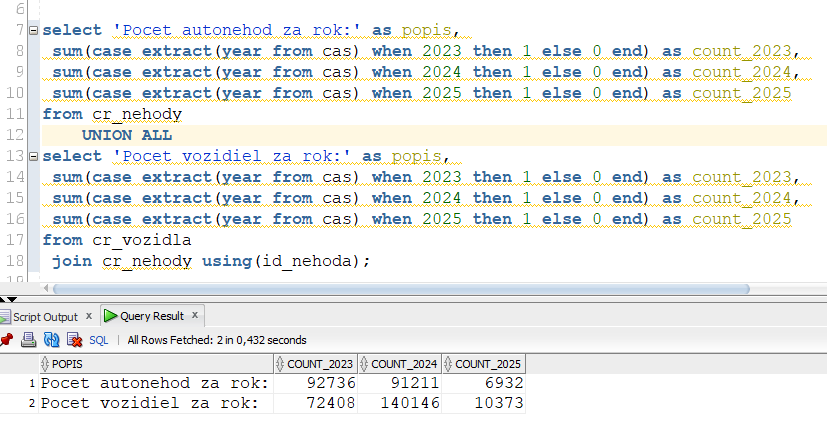 6
7 select 'Pocet autonehod za rok:' as popis,
8 sum(case extract(year from cas) when 2023 then 1 else 0 end) as count_2023,
9 sum(case extract(year from cas) when 2024 then 1 else 0 end) as count_2024,
10 sum(case extract(year from cas) when 2025 then 1 else 0 end) as count_2025
11 from cr_nehody
12 UNION ALL
13 select 'Pocet vozidiel za rok:' as popis,
14 sum(case extract(year from cas) when 2023 then 1 else 0 end) as count_2023,
15 sum(case extract(year from cas) when 2024 then 1 else 0 end) as count_2024,
16 sum(case extract(year from cas) when 2025 then 1 else 0 end) as count_2025
17 from cr_vozidla
18 join cr_nehody using(id_nehoda);
Script Output x Query Result x
SQL | All Rows Fetched: 2 in 0,432 seconds
POPIS COUNT_2023 COUNT_2024 COUNT_2025
1 Pocet autonehod za rok: 92736 91211 6932
2 Pocet vozidiel za rok: 72408 140146 10373